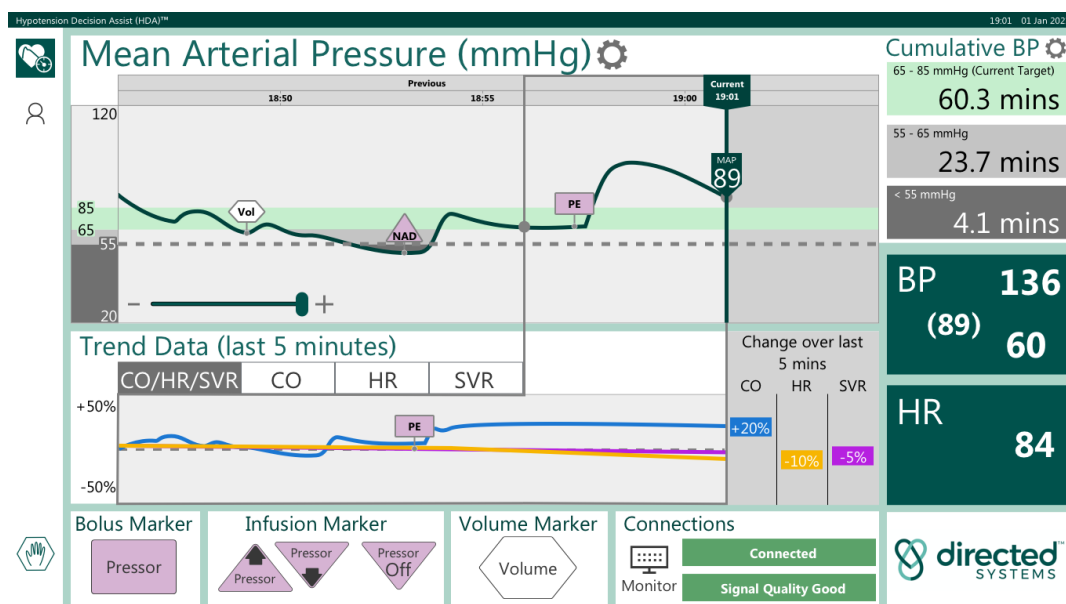 Hypotension Decision Assist (HDA)™
19:01 01 Jan 202
Mean Arterial Pressure (mmHg)
Previous
Current
18:50 18:55 19:00 19:01
120
85
65
55
20
Vol
NAD
PE
MAP
89
− +
Cumulative BP
65 - 85 mmHg (Current Target)
60.3 mins
55 - 65 mmHg
23.7 mins
< 55 mmHg
4.1 mins
BP 136
(89)
60
HR
84
Trend Data (last 5 minutes)
CO/HR/SVR CO HR SVR
+50%
-50%
PE
Change over last
5 mins
CO HR SVR
+20%
-10%
-5%
Bolus Marker
Pressor
Infusion Marker
Pressor
Pressor
Pressor
Off
Volume Marker
Volume
Connections
Monitor
Connected
Signal Quality Good
directed™
SYSTEMS